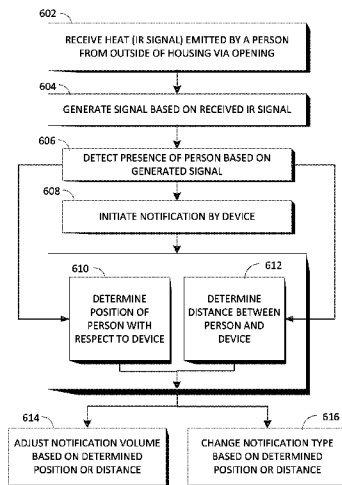 602
RECEIVE HEAT (IR SIGNAL) EMITTED BY A PERSON
FROM OUTSIDE OF HOUSING VIA OPENING
604
GENERATE SIGNAL BASED ON RECEIVED IR SIGNAL
606
DETECT PRESENCE OF PERSON BASED ON
GENERATED SIGNAL
608
INITIATE NOTIFICATION BY DEVICE
610
DETERMINE
POSITION OF
PERSON WITH
RESPECT TO DEVICE
612
DETERMINE
DISTANCE BETWEEN
PERSON AND
DEVICE
614
ADJUST NOTIFICATION VOLUME
BASED ON DETERMINED
POSITION OR DISTANCE
616
CHANGE NOTIFICATION TYPE
BASED ON DETERMINED
POSITION OR DISTANCE